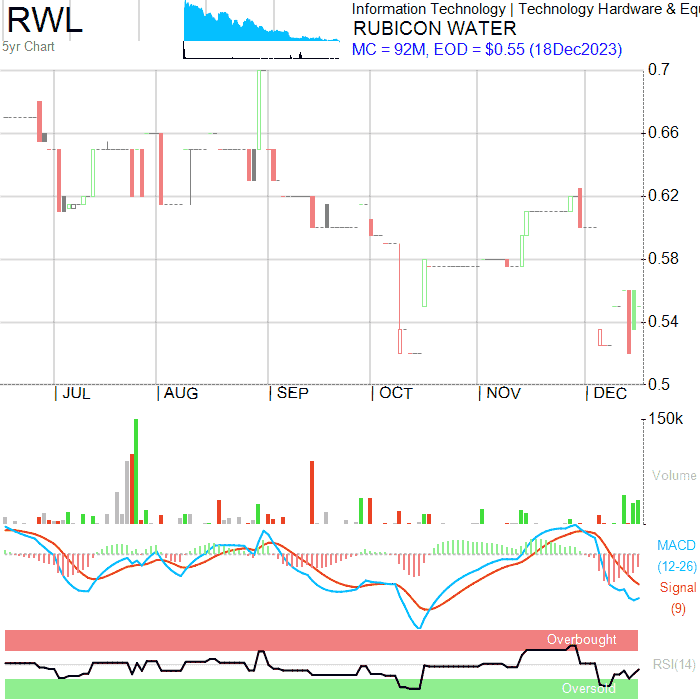 RWL
5yr Chart
Information Technology | Technology Hardware & Equ
RUBICON WATER
MC = 92M, EOD = $0.55 (18Dec2023)
0.7
0.66
0.62
0.58
0.54
0.5
| JUL | AUG | SEP | OCT | NOV | DEC
150k
Volume
MACD
(12-26)
Signal
(9)
Overbought
RSI(14)
Oversold